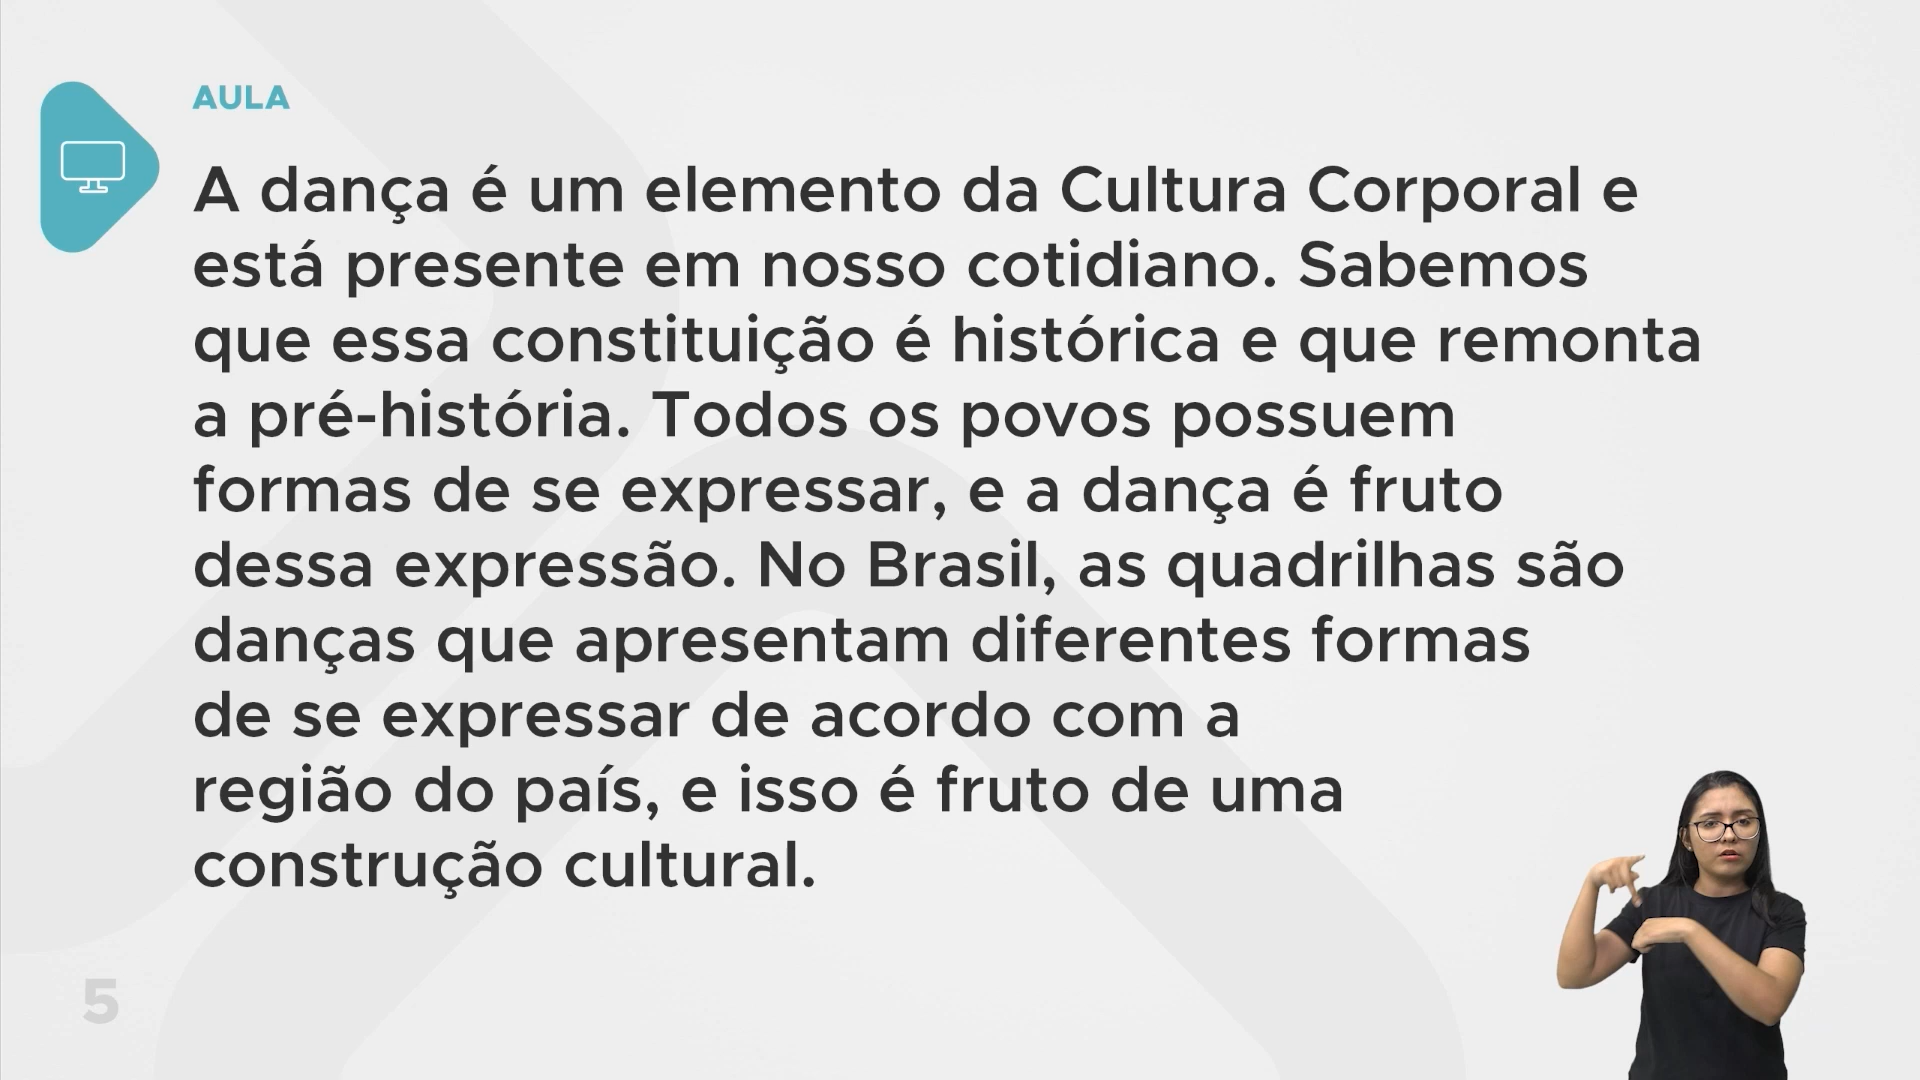 AULA
A dança é um elemento da Cultura Corporal e
está presente em nosso cotidiano. Sabemos
que essa constituição é histórica e que remonta
a pré-história. Todos os povos possuem
formas de se expressar, e a dança é fruto
dessa expressão. No Brasil, as quadrilhas são
danças que apresentam diferentes formas
de se expressar de acordo com a
região do país, e isso é fruto de uma
construção cultural.
5